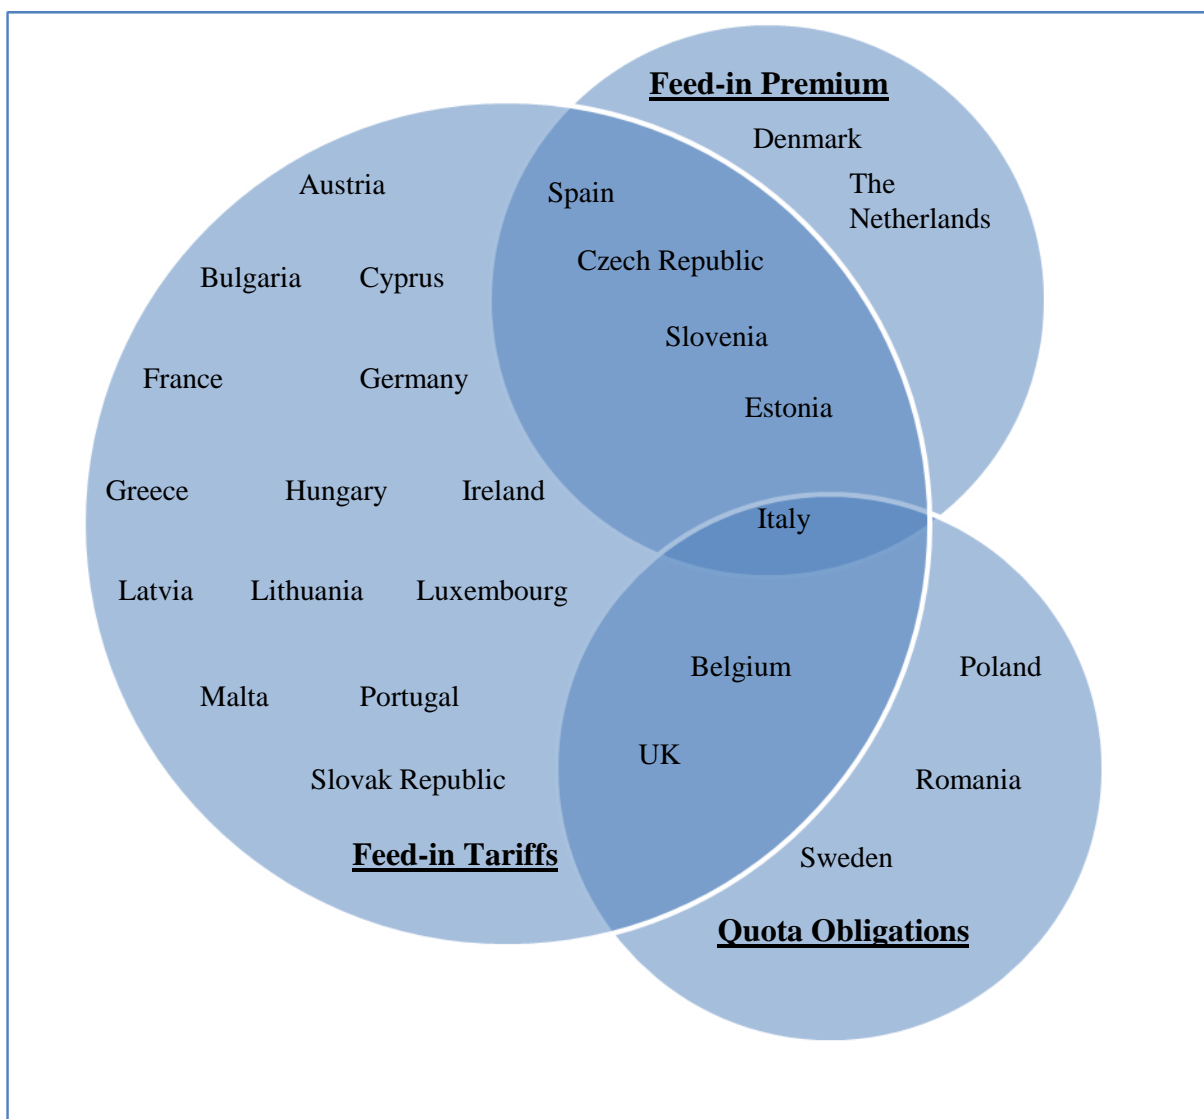 Feed-in Premium
Denmark
The
Netherlands
Austria
Spain
Czech Republic
Bulgaria
Cyprus
Slovenia
France
Germany
Estonia
Greece
Hungary
Ireland
Italy
Latvia
Lithuania
Luxembourg
Belgium
Poland
Malta
Portugal
UK
Slovak Republic
Romania
Feed-in Tariffs
Sweden
Quota Obligations